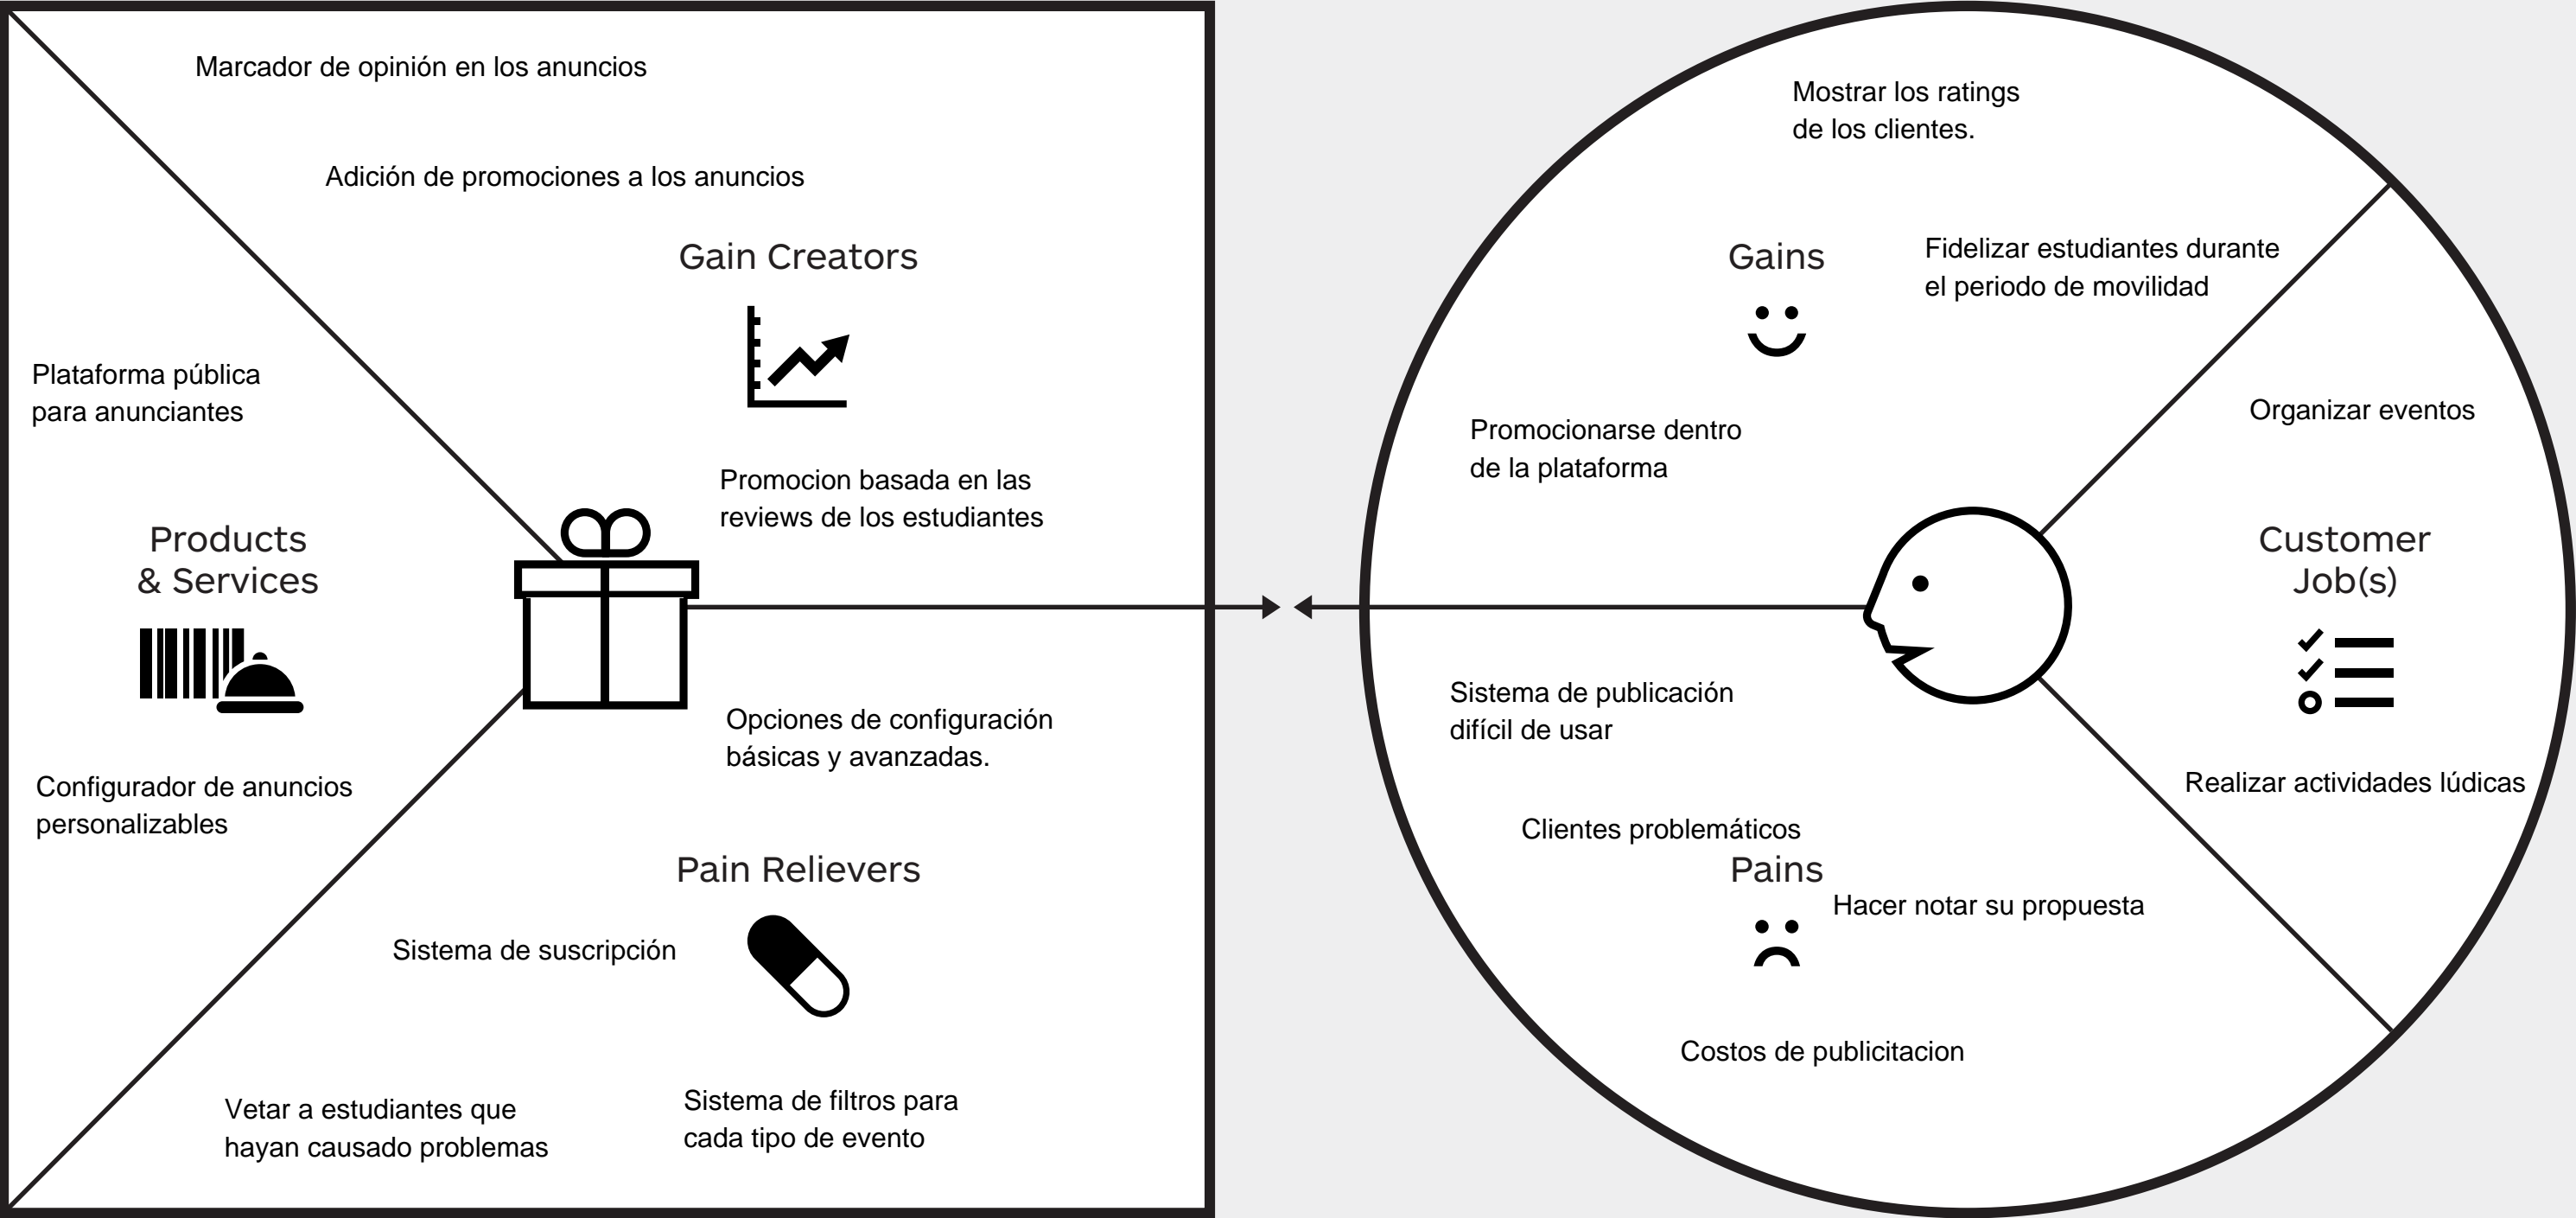 Marcador de opinión en los anuncios
Adición de promociones a los anuncios
Gain Creators
Promocion basada en las
reviews de los estudiantes
Plataforma pública
para anunciantes
Products
& Services
Configurador de anuncios
personalizables
Opciones de configuración
básicas y avanzadas.
Pain Relievers
Sistema de suscripción
Vetar a estudiantes que
hayan causado problemas
Sistema de filtros para
cada tipo de evento
Mostrar los ratings
de los clientes.
Gains
Fidelizar estudiantes durante
el periodo de movilidad
Promocionarse dentro
de la plataforma
Organizar eventos
Customer
Job(s)
Realizar actividades lúdicas
Sistema de publicación
difícil de usar
Clientes problemáticos
Pains
Hacer notar su propuesta
Costos de publicitacion